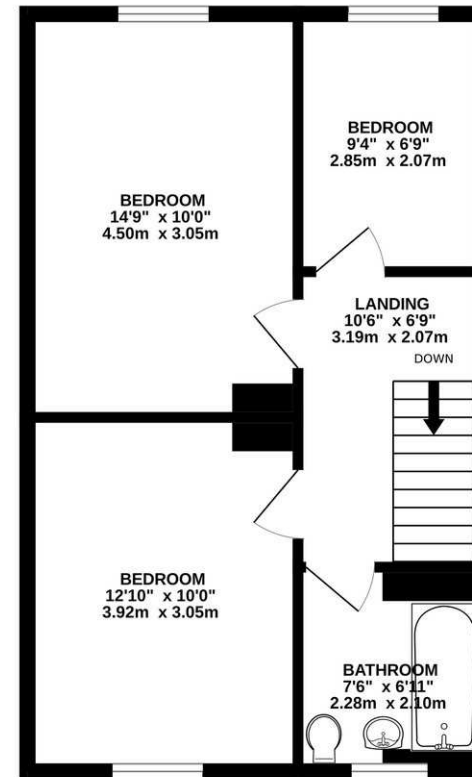 BEDROOM
9'4" x 6'9"
2.85m x 2.07m
BEDROOM
14'9" x 10'0"
4.50m x 3.05m
LANDING
10'6" x 6'9"
3.19m x 2.07m
DOWN
BEDROOM
12'10" x 10'0"
3.92m x 3.05m
BATHROOM
7'6" x 6'11"
2.28m x 2.10m